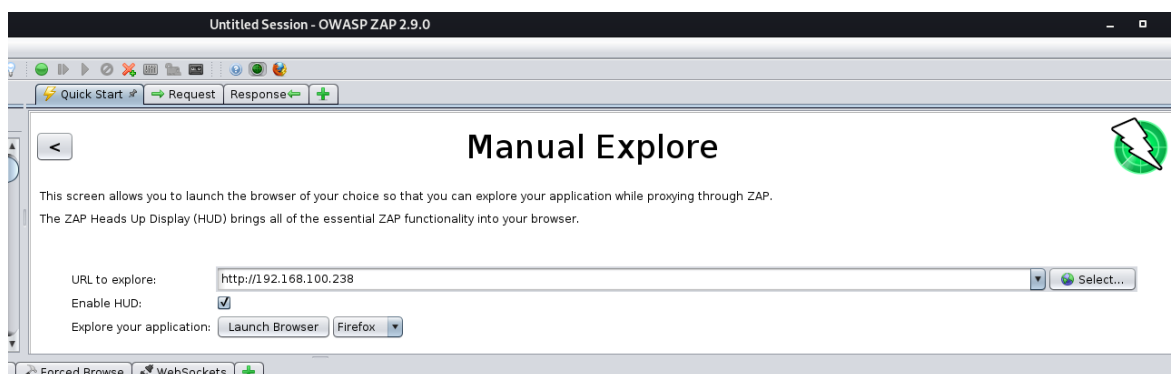 Untitled Session - OWASP ZAP 2.9.0
Quick Start Request Response
<
Manual Explore
This screen allows you to launch the browser of your choice so that you can explore your application while proxying through ZAP.
The ZAP Heads Up Display (HUD) brings all of the essential ZAP functionality into your browser.
URL to explore: http://192.168.100.238 Select...
Enable HUD:
Explore your application: Launch Browser Firefox
Forced Browse WebSockets